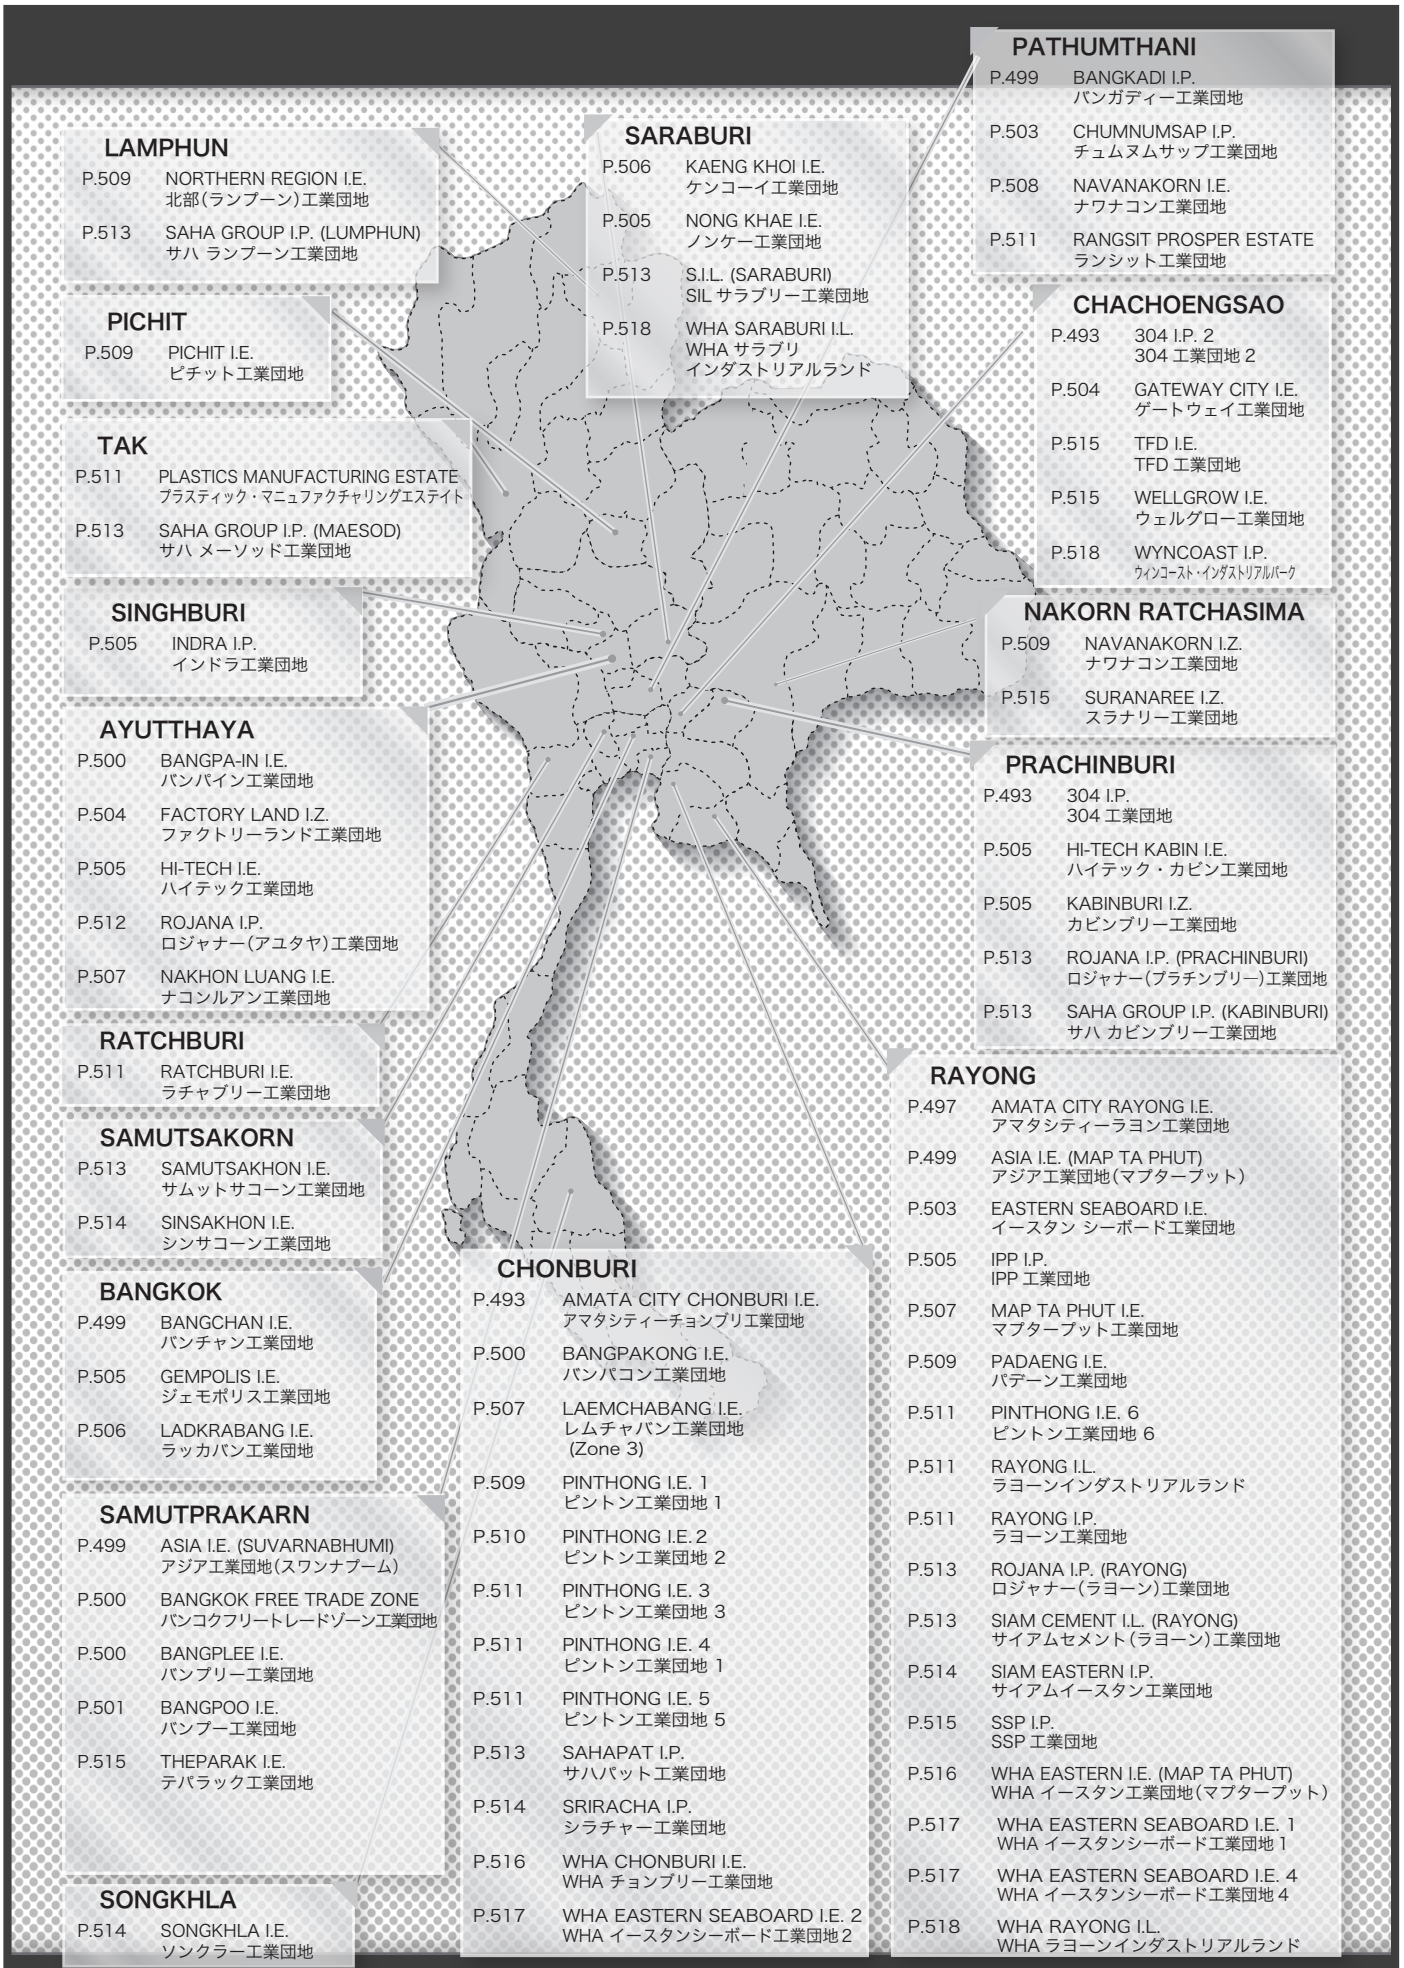 PATHUMTHANI
P.499 BANGKADI I.P.
バンガディー工業団地
P.503 CHUMNUMSAP I.P.
チュムヌムサップ工業団地
P.508 NAVANAKORN I.E.
ナワナコン工業団地
P.511 RANGSIT PROSPER ESTATE
ランシット工業団地
LAMPHUN
P.509 NORTHERN REGION I.E.
北部(ランプーン)工業団地
P.513 SAHA GROUP I.P. (LUMPHUN)
サハ ランプーン工業団地
SARABURI
P.506 KAENG KHOI I.E.
ケンコーイ工業団地
P.505 NONG KHAE I.E.
ノンケー工業団地
P.513 S.I.L. (SARABURI)
SIL サラブリー工業団地
P.518 WHA SARABURI I.L.
WHA サラブリ
インダストリアルランド
PICHIT
P.509 PICHIT I.E.
ピチット工業団地
CHACHOENGSAO
P.493 304 I.P. 2
304 工業団地 2
P.504 GATEWAY CITY I.E.
ゲートウェイ工業団地
P.515 TFD I.E.
TFD 工業団地
P.515 WELLGROW I.E.
ウェルグロー工業団地
P.518 WYNCOAST I.P.
ウィンコースト・インダストリアルパーク
TAK
P.511 PLASTICS MANUFACTURING ESTATE
プラスティック・マニュファクチャリングエステイト
P.513 SAHA GROUP I.P. (MAESOD)
サハ メーソッド工業団地
SINGHBURI
P.505 INDRA I.P.
インドラ工業団地
NAKORN RATCHASIMA
P.509 NAVANAKORN I.Z.
ナワナコン工業団地
P.515 SURANAREE I.Z.
スラナリー工業団地
AYUTTHAYA
P.500 BANGPA-IN I.E.
バンパイン工業団地
P.504 FACTORY LAND I.Z.
ファクトリーランド工業団地
P.505 HI-TECH I.E.
ハイテック工業団地
P.512 ROJANA I.P.
ロジャナー(アユタヤ)工業団地
P.507 NAKHON LUANG I.E.
ナコンルアン工業団地
PRACHINBURI
P.493 304 I.P.
304 工業団地
P.505 HI-TECH KABIN I.E.
ハイテック・カビン工業団地
P.505 KABINBURI I.Z.
カビンブリー工業団地
P.513 ROJANA I.P. (PRACHINBURI)
ロジャナー(プラチンブリー)工業団地
P.513 SAHA GROUP I.P. (KABINBURI)
サハ カビンブリー工業団地
RATCHBURI
P.511 RATCHBURI I.E.
ラチャブリー工業団地
SAMUTSAKORN
P.513 SAMUTSAKHON I.E.
サムットサコーン工業団地
P.514 SINSAKHON I.E.
シンサコーン工業団地
BANGKOK
P.499 BANGCHAN I.E.
バンチャン工業団地
P.505 GEMPOLIS I.E.
ジェモポリス工業団地
P.506 LADKRABANG I.E.
ラッカバン工業団地
SAMUTPRAKARN
P.499 ASIA I.E. (SUVARNABHUMI)
アジア工業団地(スワンナプーム)
P.500 BANGKOK FREE TRADE ZONE
バンコクフリートレードゾーン工業団地
P.500 BANGPLEE I.E.
バンプリー工業団地
P.501 BANGPOO I.E.
バンプー工業団地
P.515 THEPARAK I.E.
テパラック工業団地
SONGKHLA
P.514 SONGKHLA I.E.
ソンクラー工業団地
CHONBURI
P.493 AMATA CITY CHONBURI I.E.
アマタシティーチョンブリ工業団地
P.500 BANGPAKONG I.E.
バンパコン工業団地
P.507 LAEMCHABANG I.E.
レムチャバン工業団地
(Zone 3)
P.509 PINTHONG I.E. 1
ピントン工業団地 1
P.510 PINTHONG I.E. 2
ピントン工業団地 2
P.511 PINTHONG I.E. 3
ピントン工業団地 3
P.511 PINTHONG I.E. 4
ピントン工業団地 1
P.511 PINTHONG I.E. 5
ピントン工業団地 5
P.513 SAHAPAT I.P.
サハパット工業団地
P.514 SRIRACHA I.P.
シラチャー工業団地
P.516 WHA CHONBURI I.E.
WHA チョンブリー工業団地
P.517 WHA EASTERN SEABOARD I.E. 2
WHA イースタンシーボード工業団地 2
RAYONG
P.497 AMATA CITY RAYONG I.E.
アマタシティーラヨン工業団地
P.499 ASIA I.E. (MAP TA PHUT)
アジア工業団地(マプタープット)
P.503 EASTERN SEABOARD I.E.
イースタン シーボード工業団地
P.505 IPP I.P.
IPP 工業団地
P.507 MAP TA PHUT I.E.
マプタープット工業団地
P.509 PADAENG I.E.
パデーン工業団地
P.511 PINTHONG I.E. 6
ピントン工業団地 6
P.511 RAYONG I.L.
ラヨーンインダストリアルランド
P.511 RAYONG I.P.
ラヨーン工業団地
P.513 ROJANA I.P. (RAYONG)
ロジャナー(ラヨーン)工業団地
P.513 SIAM CEMENT I.L. (RAYONG)
サイアムセメント(ラヨーン)工業団地
P.514 SIAM EASTERN I.P.
サイアムイースタン工業団地
P.515 SSP I.P.
SSP 工業団地
P.516 WHA EASTERN I.E. (MAP TA PHUT)
WHA イースタン工業団地(マプタープット)
P.517 WHA EASTERN SEABOARD I.E. 1
WHA イースタンシーボード工業団地 1
P.517 WHA EASTERN SEABOARD I.E. 4
WHA イースタンシーボード工業団地 4
P.518 WHA RAYONG I.L.
WHA ラヨーンインダストリアルランド